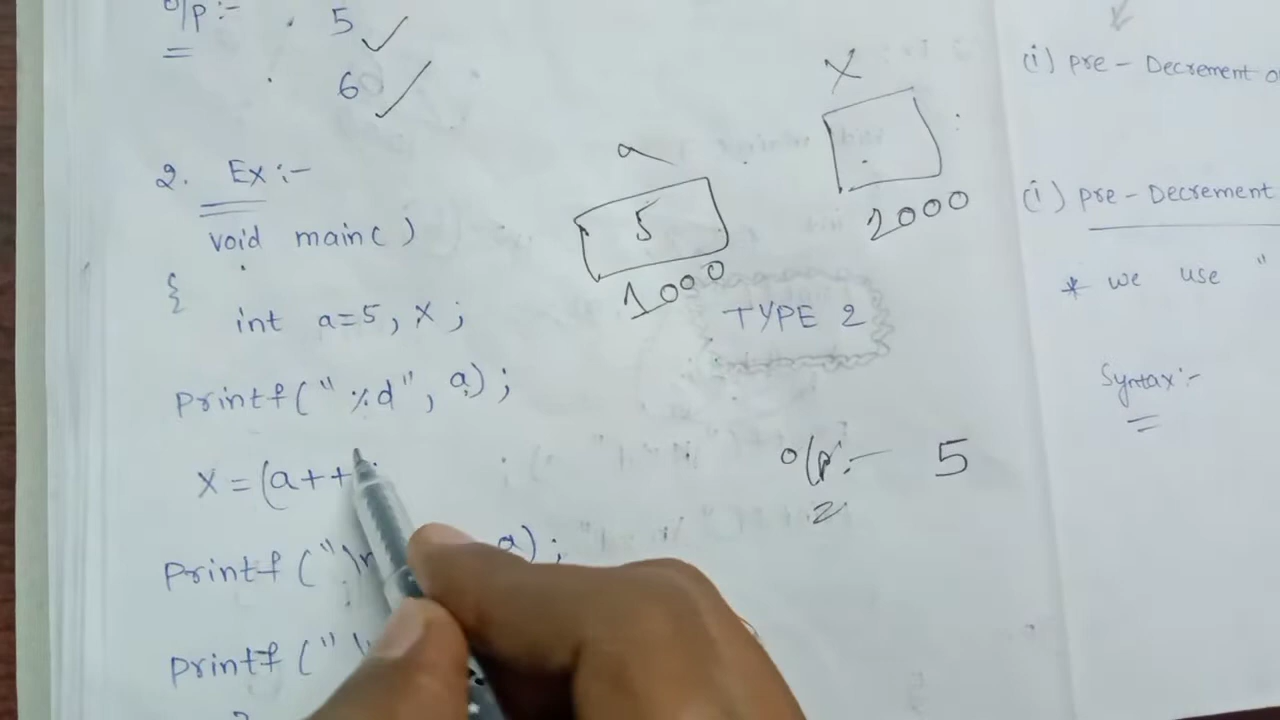 o/p :- 5
6
2. Ex :-
void main( )
{
int a=5, x ;
printf(" %d", a) ;
x = (a++
printf ("\n a) ;
printf ("\
a
5
1000
x
2000
TYPE 2
o/p :- 5
(i) pre - Decrement
(i) pre - Decrement
* we use "
Syntax :-